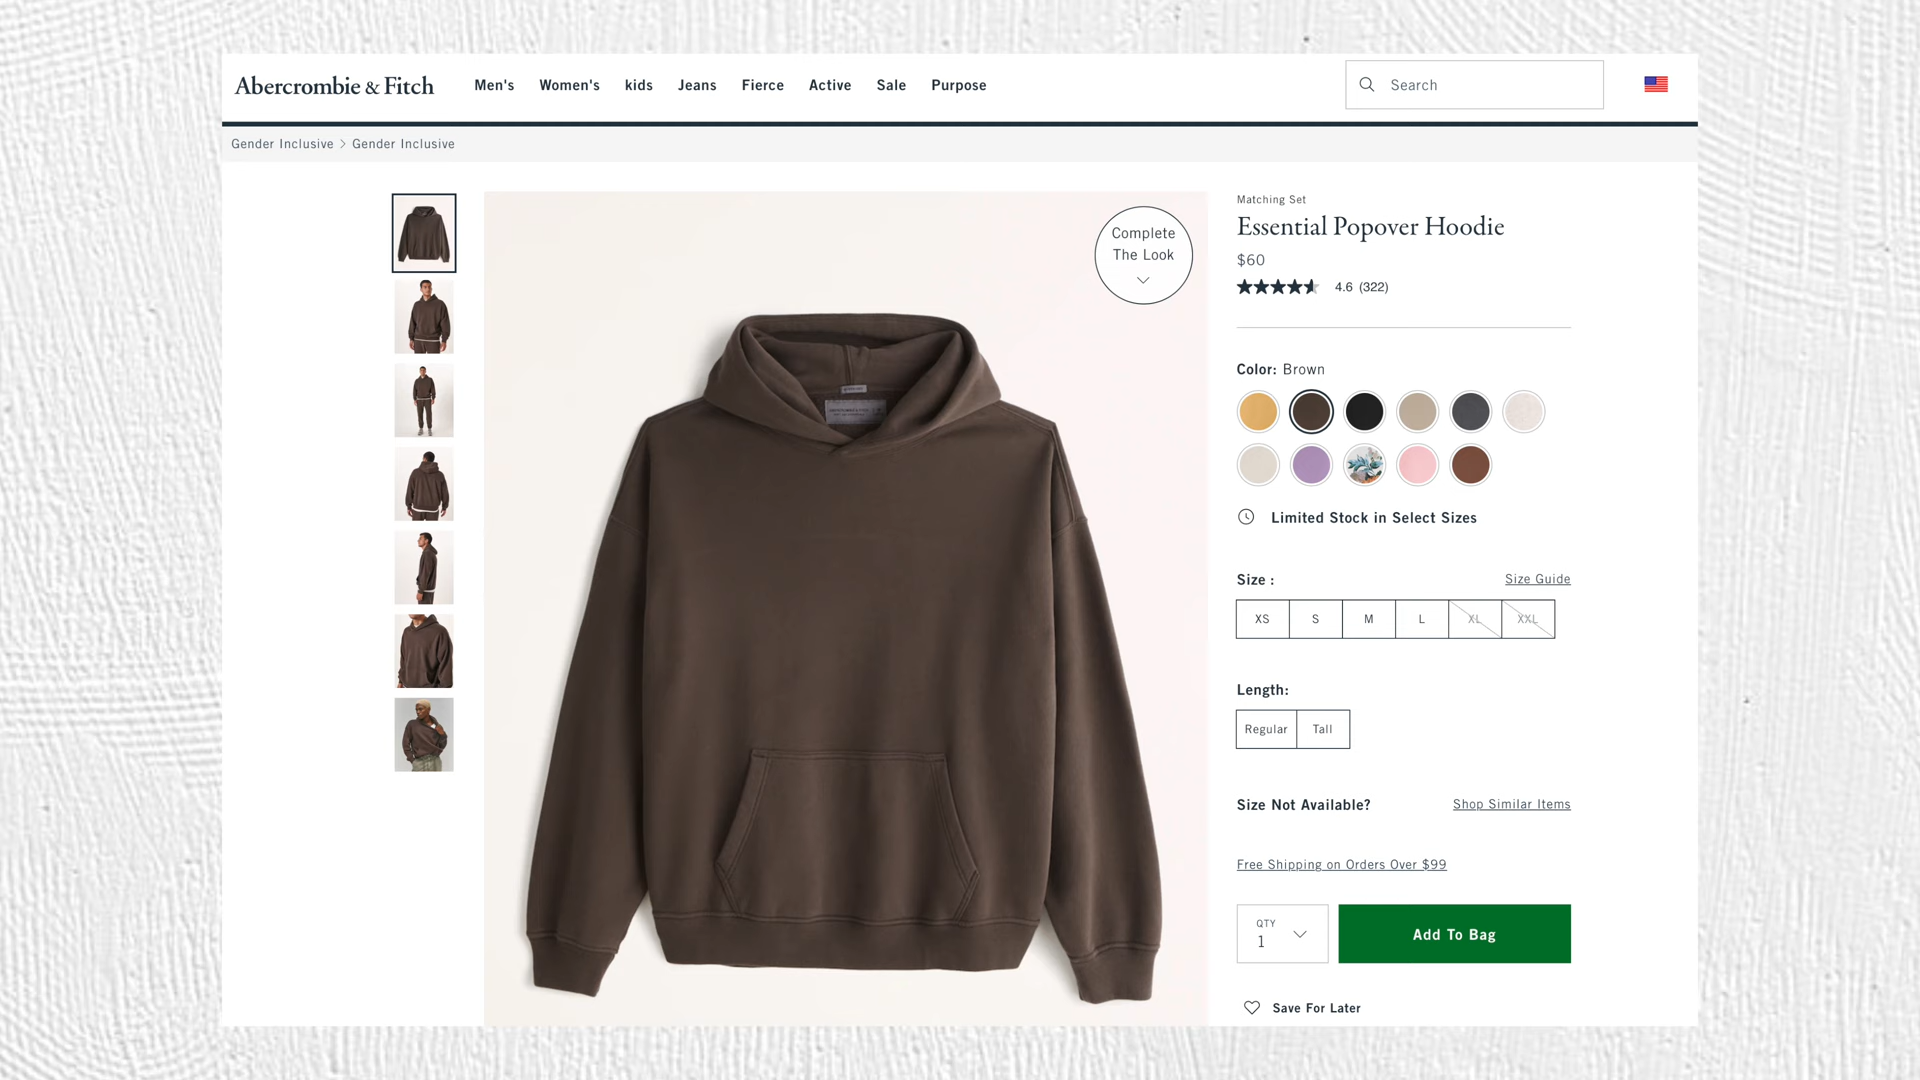 Abercrombie & Fitch
Men's Women's kids Jeans Fierce Active Sale Purpose
Search
Gender Inclusive > Gender Inclusive
Complete
The Look
Matching Set
Essential Popover Hoodie
$60
4.6 (322)
Color: Brown
Limited Stock in Select Sizes
Size : Size Guide
XS S M L XL XXL
Length:
Regular Tall
Size Not Available? Shop Similar Items
Free Shipping on Orders Over $99
QTY
1
Add To Bag
Save For Later